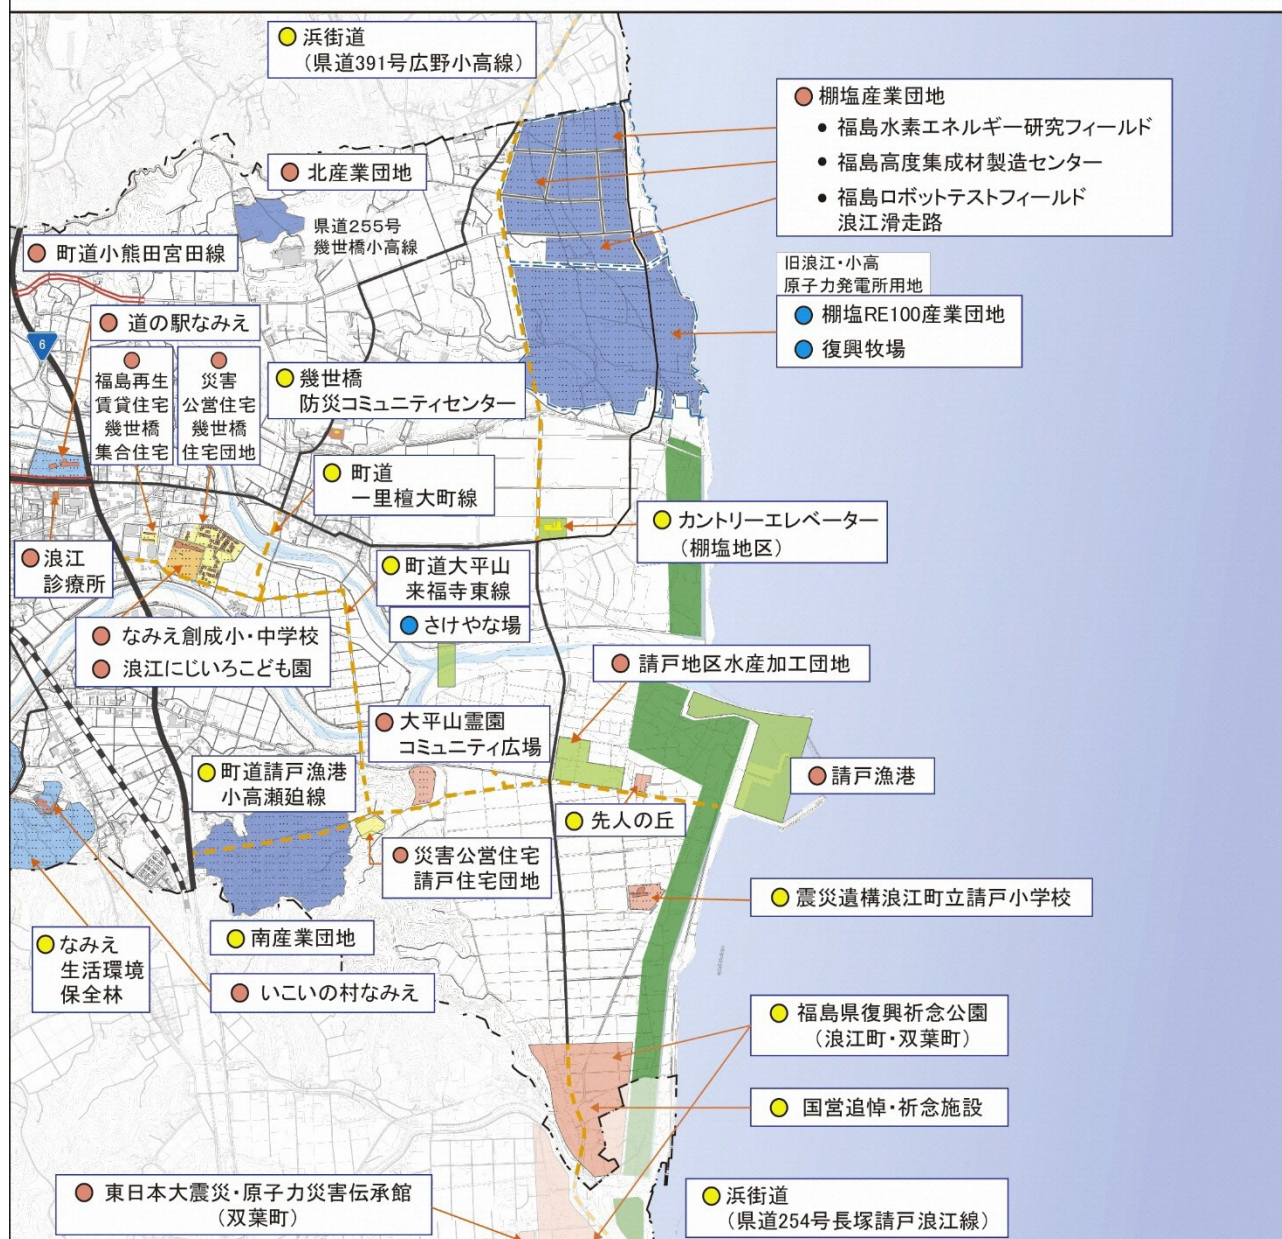 浜街道
(県道391号広野小高線)
棚塩産業団地
• 福島水素エネルギー研究フィールド
• 福島高度集成材製造センター
• 福島ロボットテストフィールド
浪江滑走路
北産業団地
県道255号
幾世橋小高線
町道小熊田宮田線
旧浪江・小高
原子力発電所用地
棚塩RE100産業団地
復興牧場
道の駅なみえ
6
福島再生
賃貸住宅
幾世橋
集合住宅
災害
公営住宅
幾世橋
住宅団地
幾世橋
防災コミュニティセンター
町道
一里檀大町線
カントリーエレベーター
(棚塩地区)
浪江
診療所
町道大平山
来福寺東線
さけやな場
なみえ創成小・中学校
浪江にじいろこども園
請戸地区水産加工団地
大平山霊園
コミュニティ広場
町道請戸漁港
小高瀬迫線
請戸漁港
先人の丘
災害公営住宅
請戸住宅団地
震災遺構浪江町立請戸小学校
なみえ
生活環境
保全林
南産業団地
いこいの村なみえ
福島県復興祈念公園
(浪江町・双葉町)
国営追悼・祈念施設
東日本大震災・原子力災害伝承館
(双葉町)
浜街道
(県道254号長塚請戸浪江線)